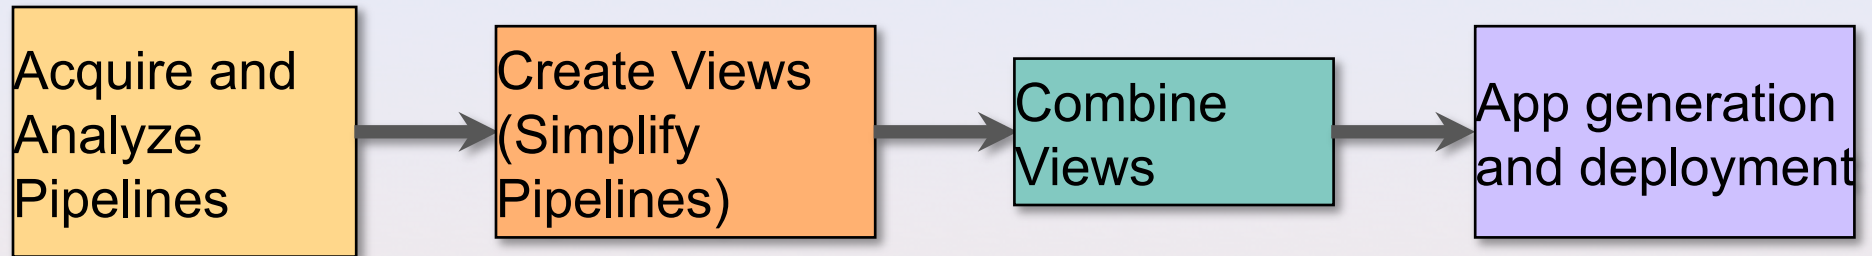 Acquire and
Analyze
Pipelines
Create Views
(Simplify
Pipelines)
Combine
Views
App generation
and deployment